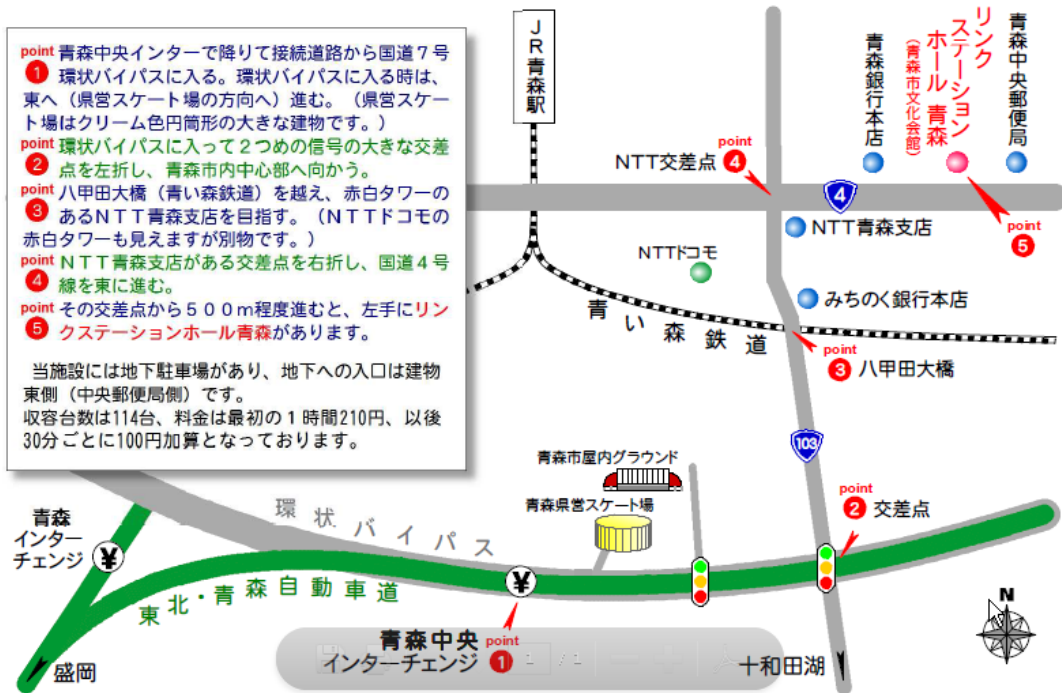 point 青森中央インターで降りて接続道路から国道７号
1 環状バイパスに入る。環状バイパスに入る時は、
東へ（県営スケート場の方向へ）進む。（県営スケー
ト場はクリーム色円筒形の大きな建物です。）
point 環状バイパスに入って２つめの信号の大きな交差
2 点を左折し、青森市内中心部へ向かう。
point 八甲田大橋（青い森鉄道）を越え、赤白タワーの
3 あるＮＴＴ青森支店を目指す。（ＮＴＴドコモの
赤白タワーも見えますが別物です。）
point ＮＴＴ青森支店がある交差点を右折し、国道４号
4 線を東に進む。
point その交差点から５００ｍ程度進むと、左手にリン
5 クステーションホール青森があります。
当施設には地下駐車場があり、地下への入口は建物
東側（中央郵便局側）です。
収容台数は114台、料金は最初の１時間210円、以後
30分ごとに100円加算となっております。
ＪＲ青森駅
青森銀行本店
リンク
ステーション
ホール 青森
（青森市文化会館）
青森中央郵便局
NTT交差点
point
4
4
point
5
NTT青森支店
NTTドコモ
みちのく銀行本店
青い森鉄道
point
3 八甲田大橋
103
青森市屋内グラウンド
青森県営スケート場
point
2 交差点
環状バイパス
青森
インター
チェンジ
¥
¥
東北・青森自動車道
青森中央
インターチェンジ
point
1
1 / 1
盛岡
十和田湖
N